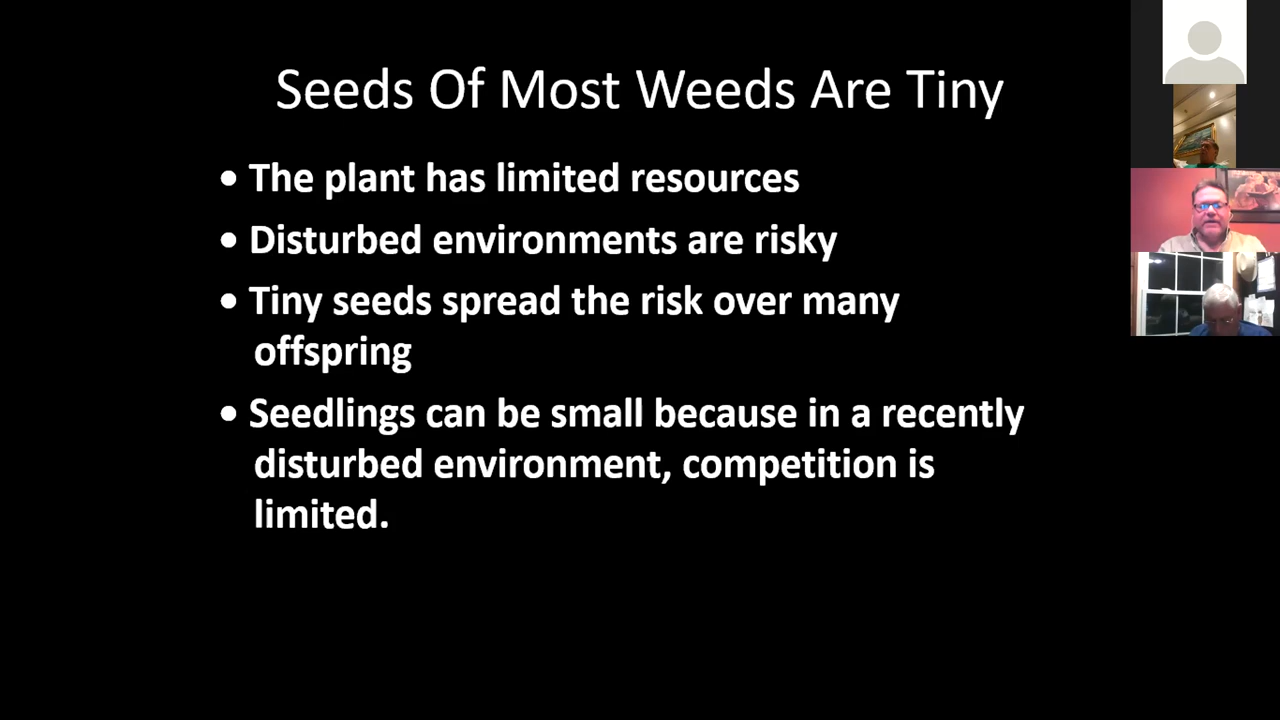 Seeds Of Most Weeds Are Tiny
• The plant has limited resources
• Disturbed environments are risky
• Tiny seeds spread the risk over many
offspring
• Seedlings can be small because in a recently
disturbed environment, competition is
limited.